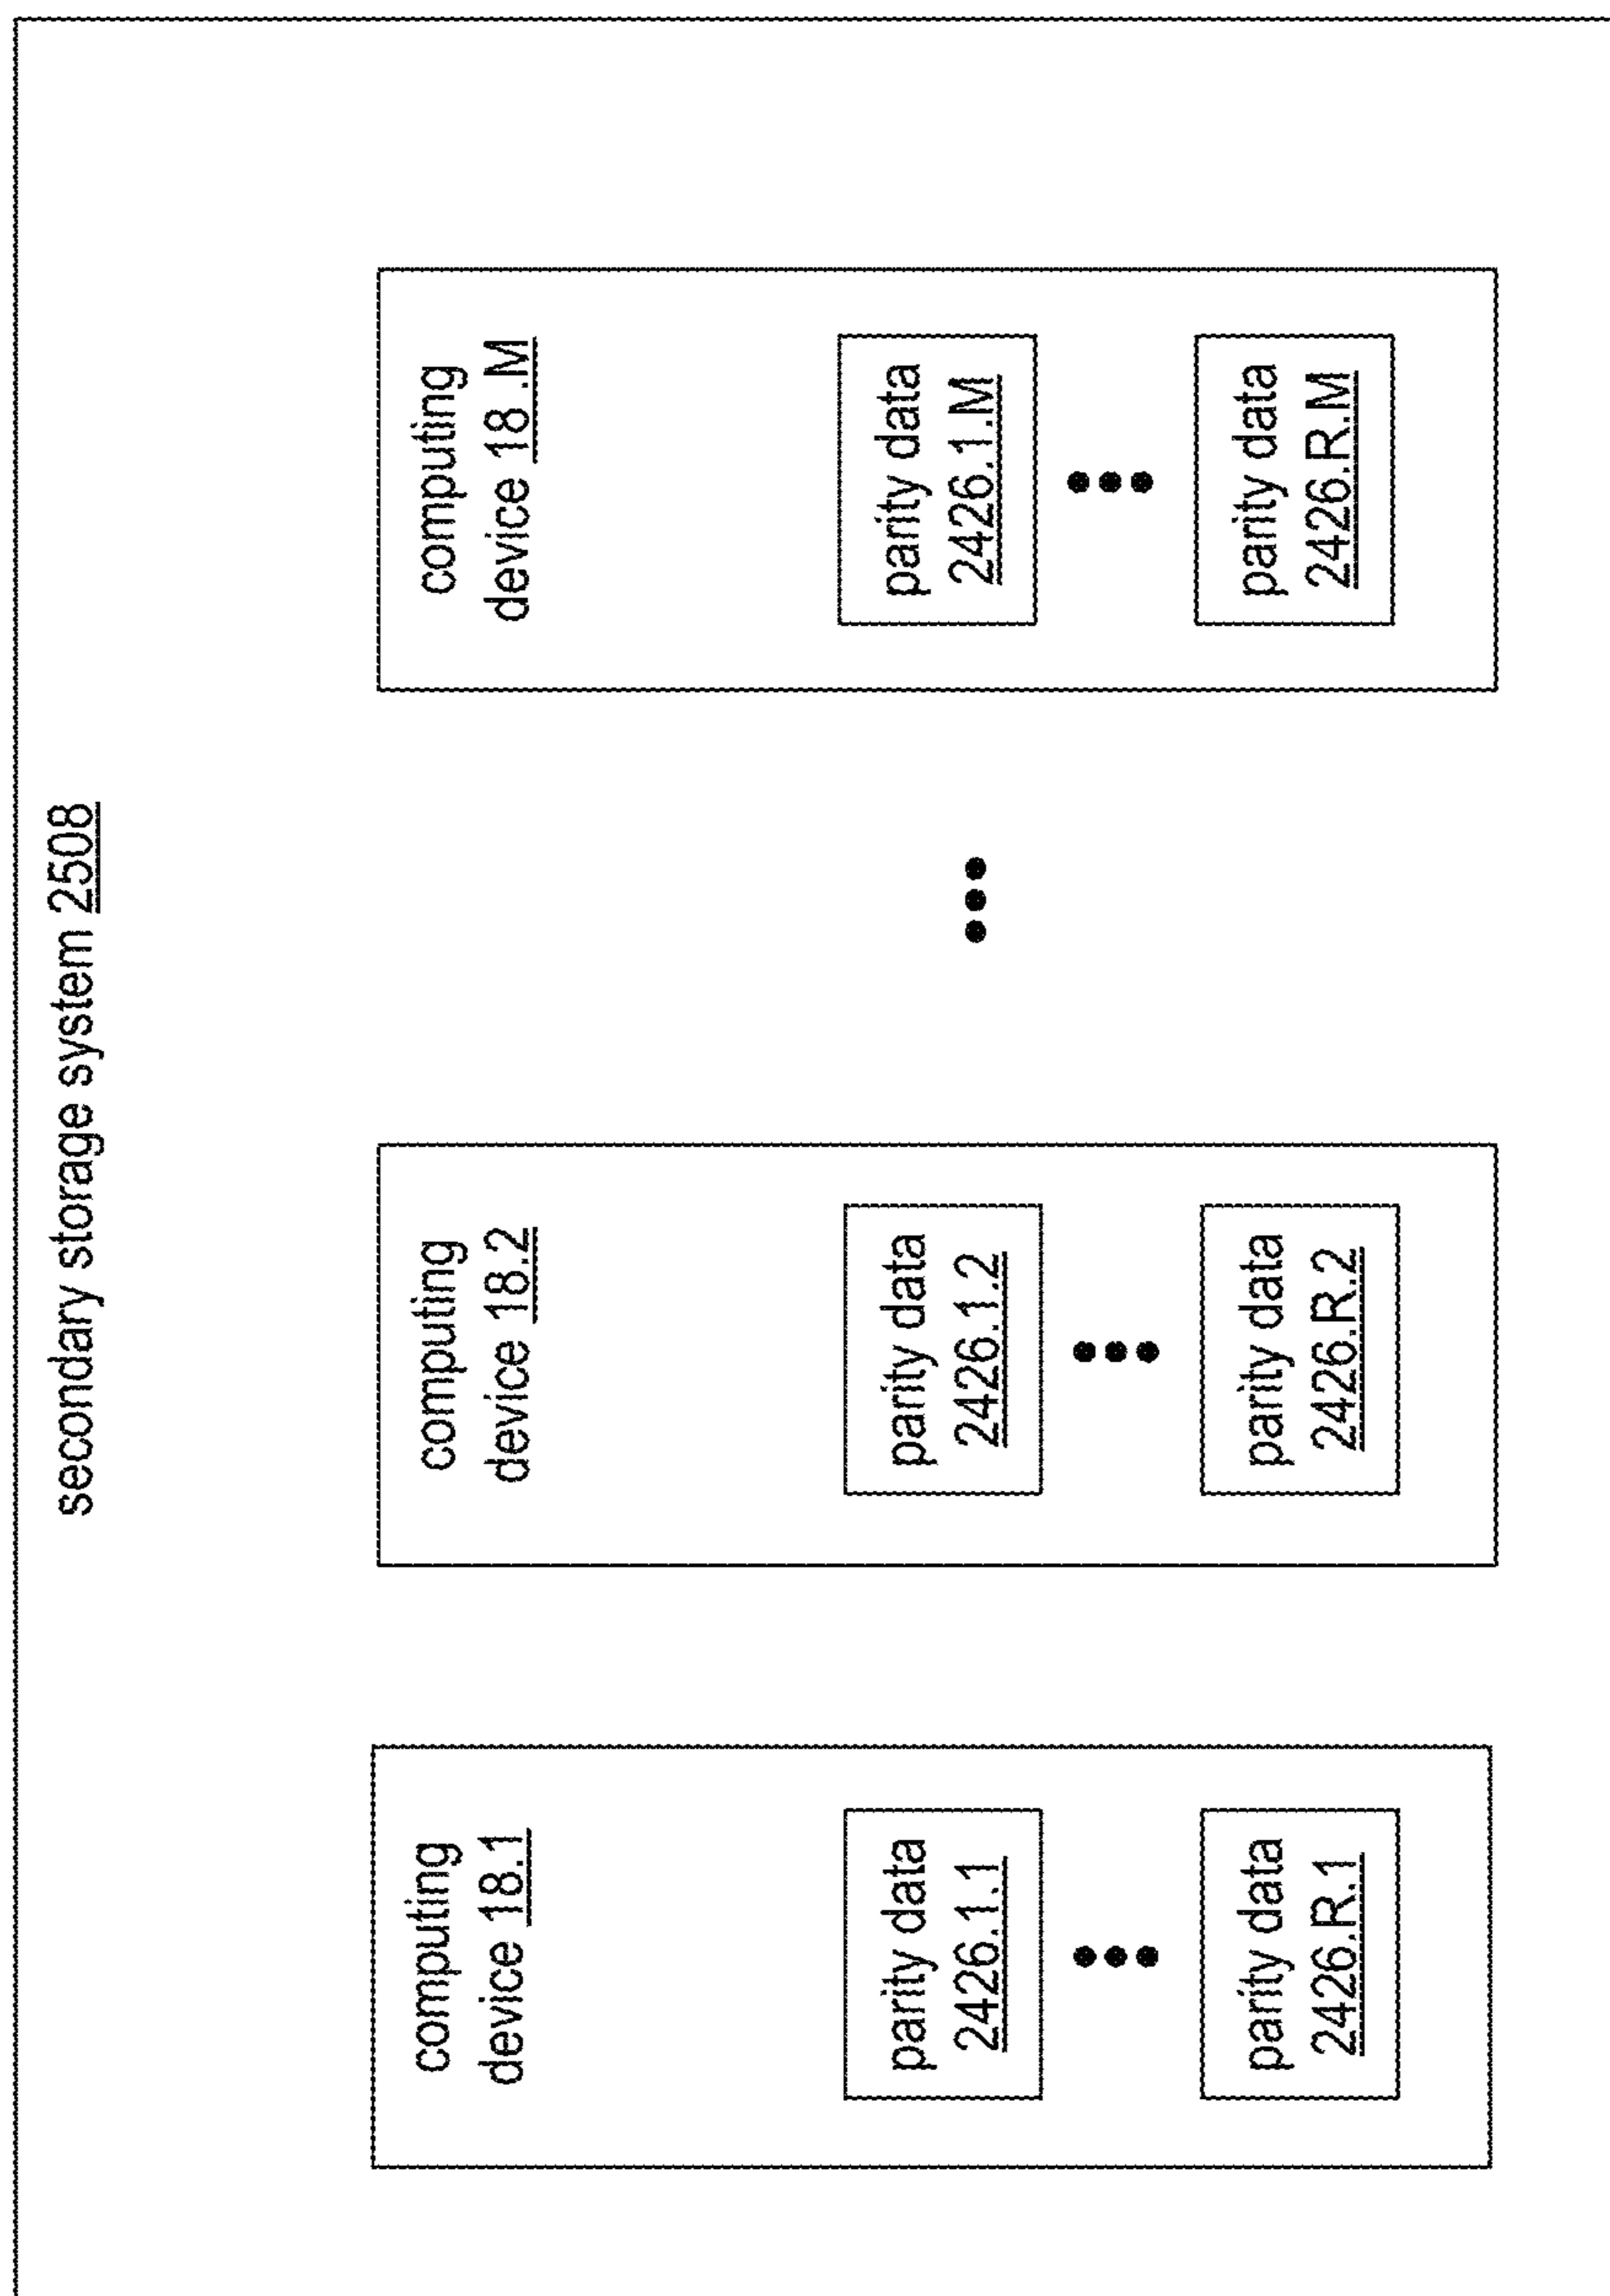 secondary storage system 2508
computing
device 18.1
parity data
2426.1.1
parity data
2426.R.1
computing
device 18.2
parity data
2426.1.2
parity data
2426.R.2
computing
device 18 .M
parity data
2426.1.M
parity data
2426.R.M